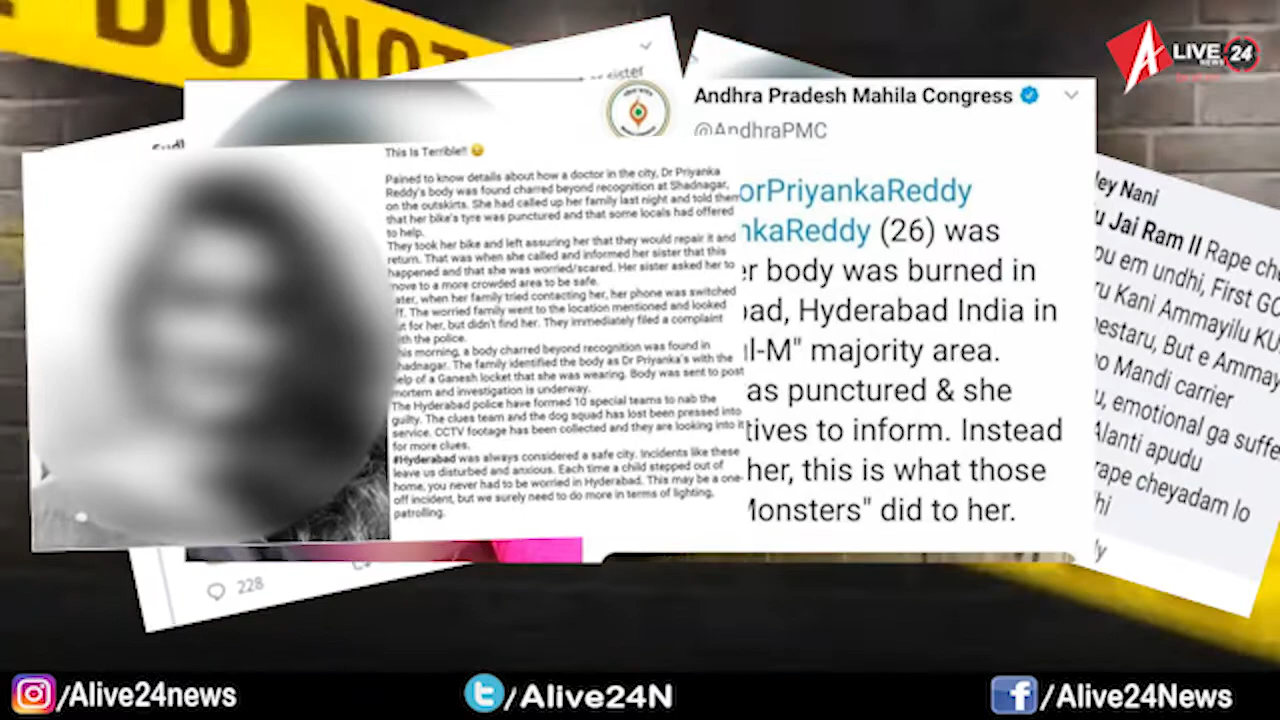 DO NOT
ALIVE
NEWS
24
sister
Andhra Pradesh Mahila Congress
@AndhraPMC
This Is Terrible!! 😔
Pained to know details about how a doctor in the city, Dr Priyanka
Reddy's body was found charred beyond recognition at Shadnagar,
on the outskirts. She had called up her family last night and told them
that her bike's tyre was punctured and that some locals had offered
to help.
They took her bike and left assuring her that they would repair it and
return. That was when she called and informed her sister that this
happened and that she was worried/scared. Her sister asked her to
move to a more crowded area to be safe.
ater, when her family tried contacting her, her phone was switched
ff. The worried family went to the location mentioned and looked
ut for her, but didn't find her. They immediately filed a complaint
ith the police.
his morning, a body charred beyond recognition was found in
hadnagar. The family identified the body as Dr Priyanka's with the
elp of a Ganesh locket that she was wearing. Body was sent to post
mortem and investigation is underway.
The Hyderabad police have formed 10 special teams to nab the
guilty. The clues team and the dog squad has lost been pressed into
service. CCTV footage has been collected and they are looking into it
for more clues.
#Hyderabad was always considered a safe city. Incidents like these
leave us disturbed and anxious. Each time a child stepped out of
home, you never had to be worried in Hyderabad. This may be a one-
off incident, but we surely need to do more in terms of lighting,
patrolling.
orPriyankaReddy
nkaReddy (26) was
er body was burned in
ad, Hyderabad India in
l-M" majority area.
as punctured & she
tives to inform. Instead
her, this is what those
Monsters" did to her.
ley Nani
u Jai Ram II Rape che
pu em undhi, First GO
ru Kani Ammayilu KU
estaru, But e Ammay
o Mandi carrier
u, emotional ga suffe
Alanti apudu
rape cheyadam lo
hi
y
228
/Alive24news
/Alive24N
/Alive24News